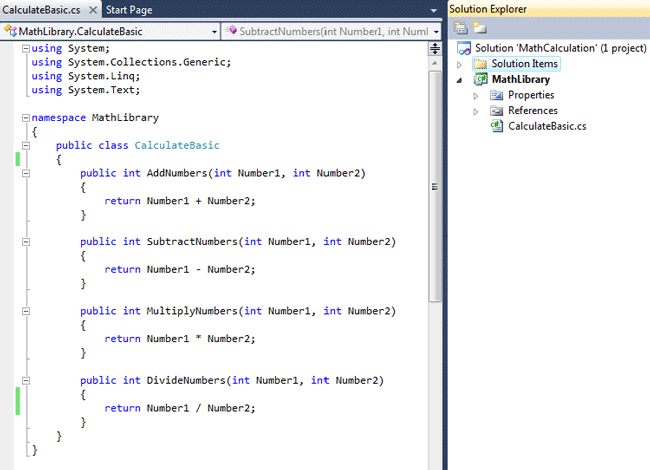 CalculateBasic.cs
Start Page
MathLibrary.CalculateBasic
SubtractNumbers(int Number1, int Numl
using System;
using System.Collections.Generic;
using System.Linq;
using System.Text;
namespace MathLibrary
{
public class CalculateBasic
{
public int AddNumbers(int Number1, int Number2)
{
return Number1 + Number2;
}
public int SubtractNumbers(int Number1, int Number2)
{
return Number1 - Number2;
}
public int MultiplyNumbers(int Number1, int Number2)
{
return Number1 * Number2;
}
public int DivideNumbers(int Number1, int Number2)
{
return Number1 / Number2;
}
}
}
Solution Explorer
Solution 'MathCalculation' (1 project)
Solution Items
MathLibrary
Properties
References
CalculateBasic.cs